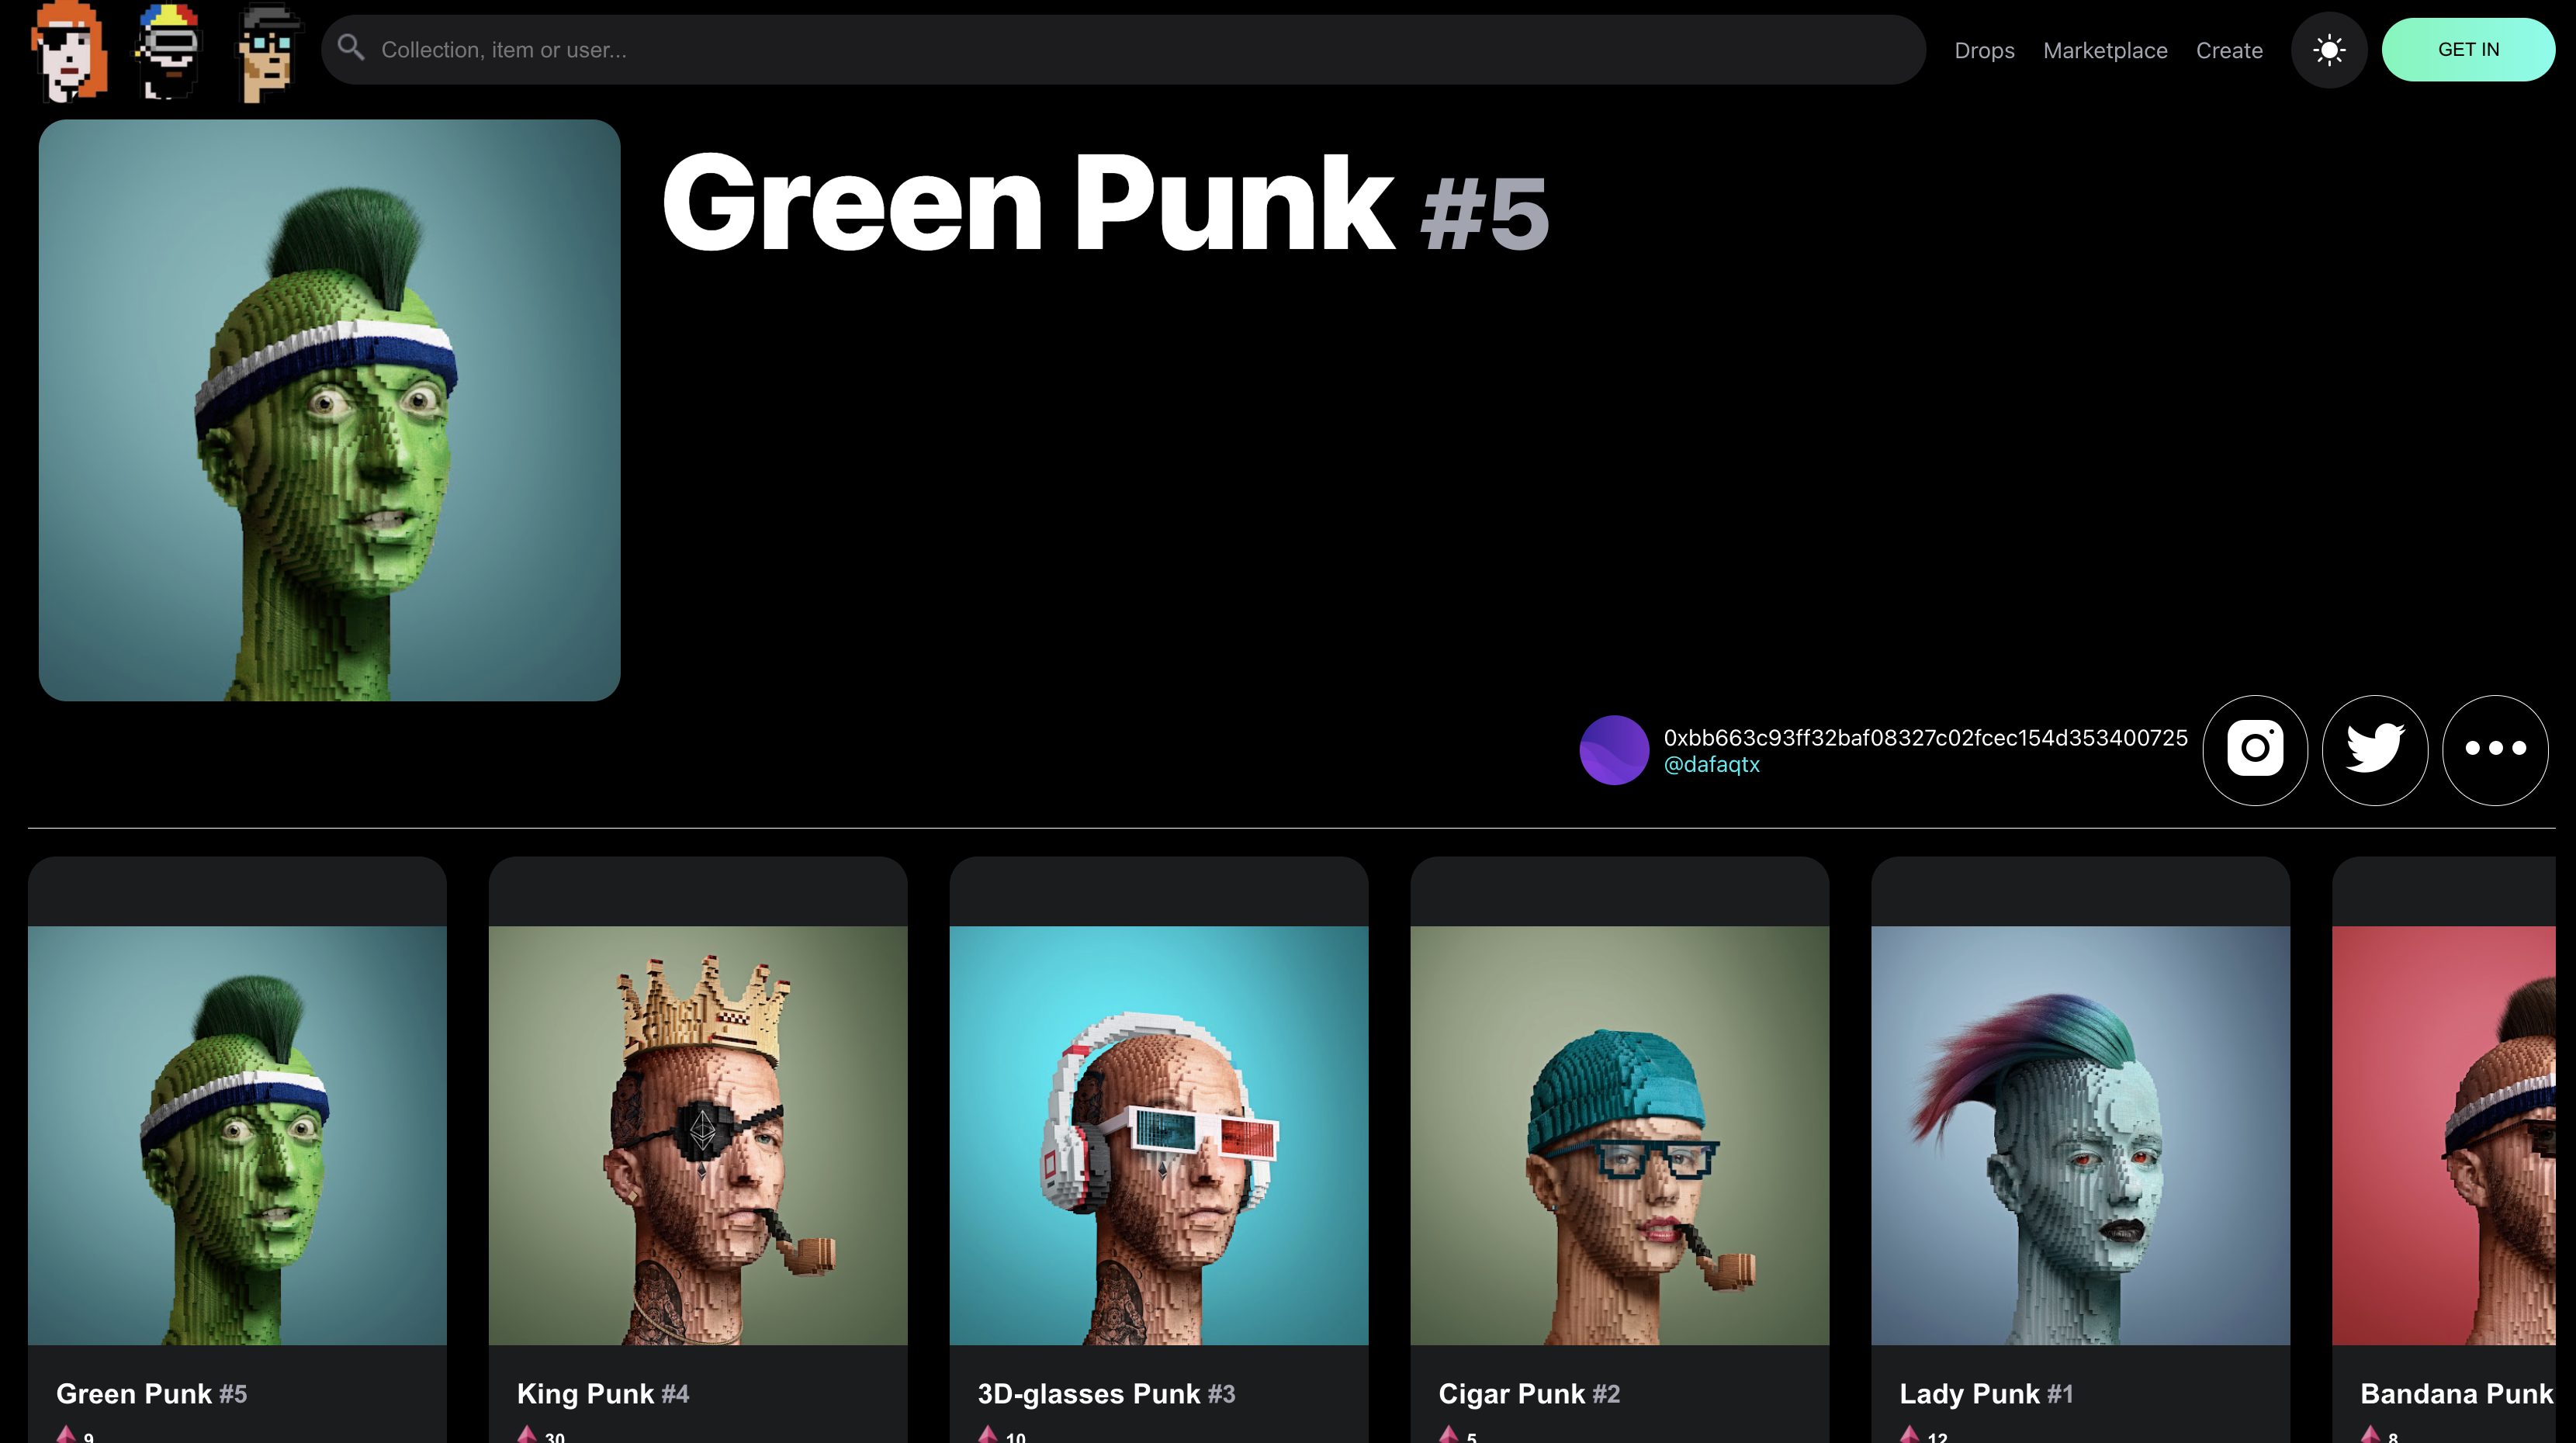 Collection, item or user...
Drops
Marketplace
Create
GET IN
Green Punk #5
0xbb663c93ff32baf08327c02fcec154d353400725
@dafaqtx
Green Punk #5
9
King Punk #4
30
3D-glasses Punk #3
10
Cigar Punk #2
5
Lady Punk #1
12
Bandana Punk
8